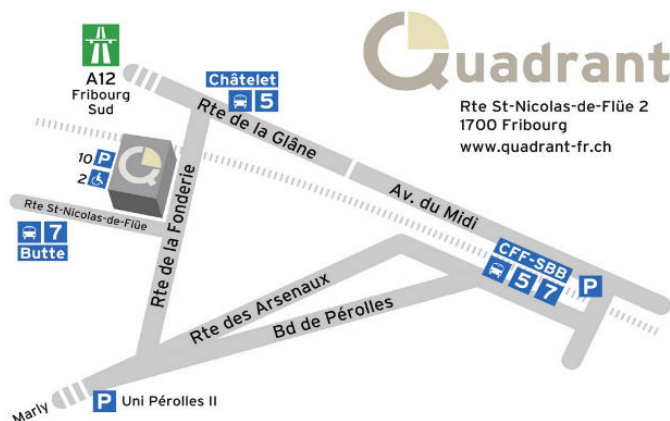 Quadrant
Rte St-Nicolas-de-Flüe 2
1700 Fribourg
www.quadrant-fr.ch
A12
Fribourg
Sud
Châtelet
5
Rte de la Glâne
Av. du Midi
10 P
2
Q
Rte St-Nicolas-de-Flüe
7
Butte
Rte de la Fonderie
CFF-SBB
5 7
P
Rte des Arsenaux
Bd de Pérolles
Marly
P Uni Pérolles II